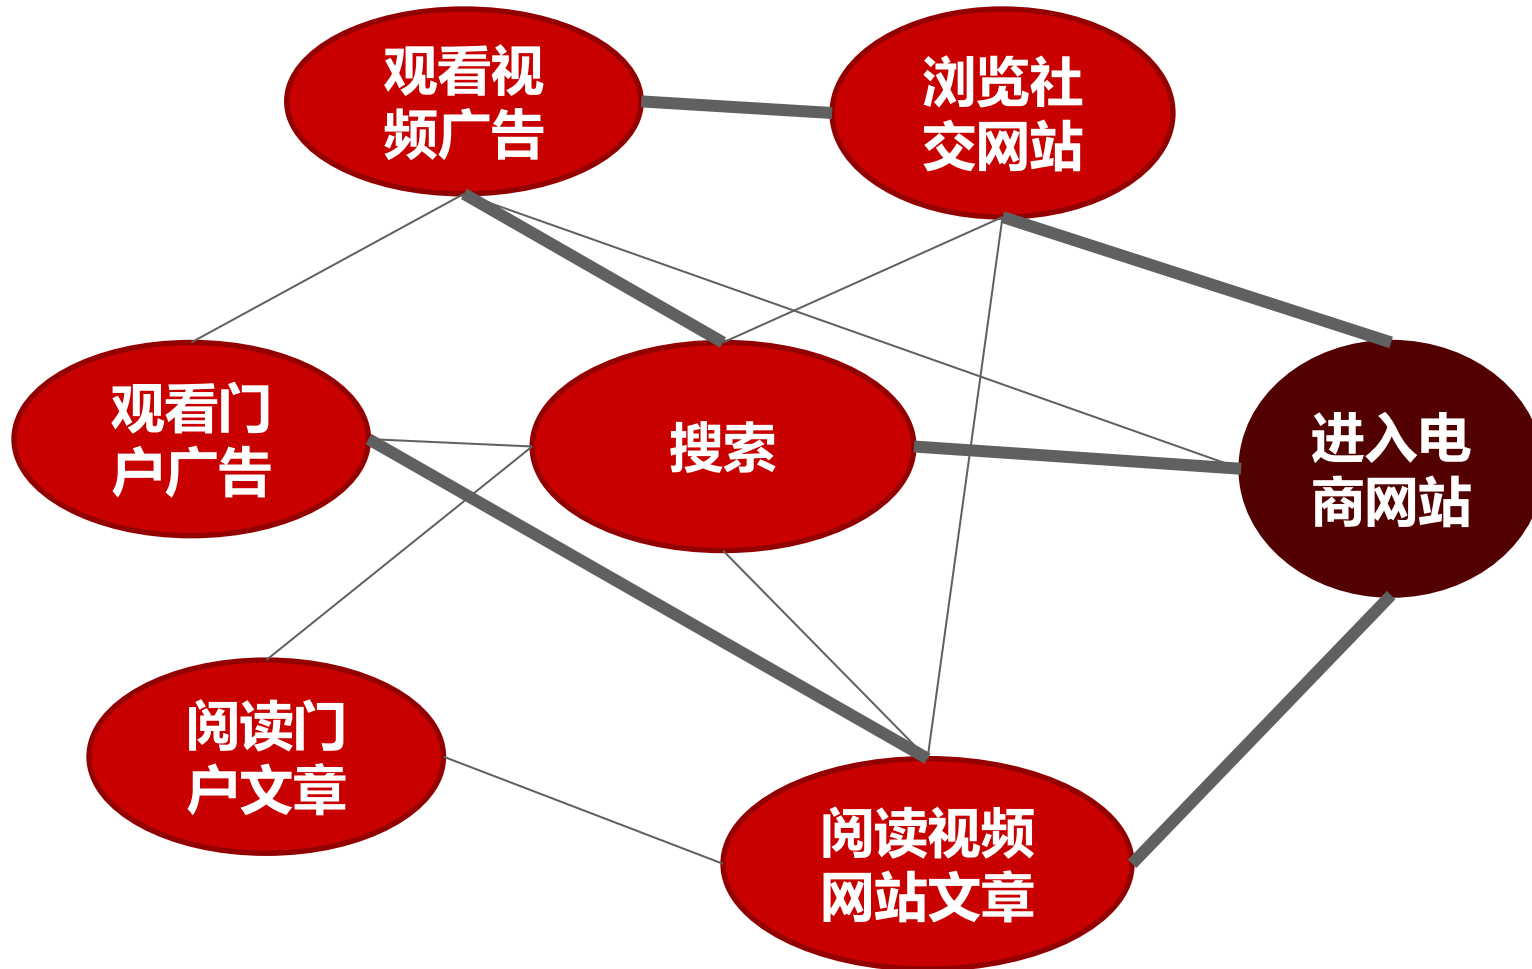 观看视
频广告
浏览社
交网站
观看门
户广告
搜索
进入电
商网站
阅读门
户文章
阅读视频
网站文章